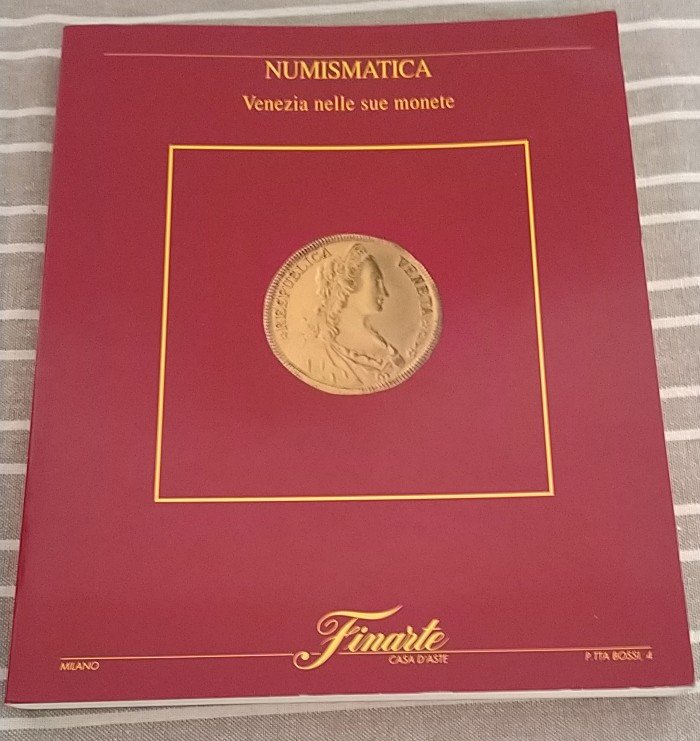 NUMISMATICA
Venezia nelle sue monete
RESPUBLICA VENETA
Finarte
CASA D'ASTE
MILANO
P.TTA BOSSI, 4